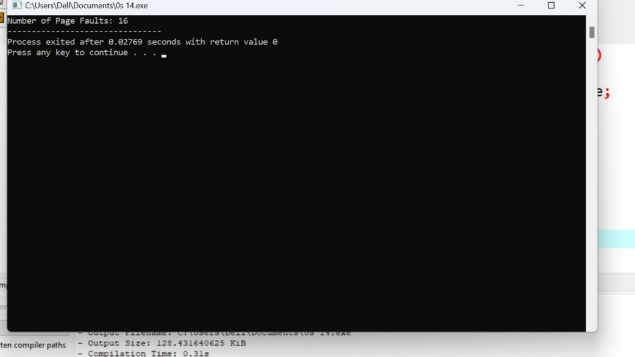 C:\Users\Dell\Documents\0s 14.exe
Number of Page Faults: 16
--------------------------------
Process exited after 0.02769 seconds with return value 0
Press any key to continue . . .
)
e;
ten compiler paths
- Output Filename: C:\Users\Dell\Documents\0s 14.exe
- Output Size: 128.431640625 KiB
- Compilation Time: 0.31s